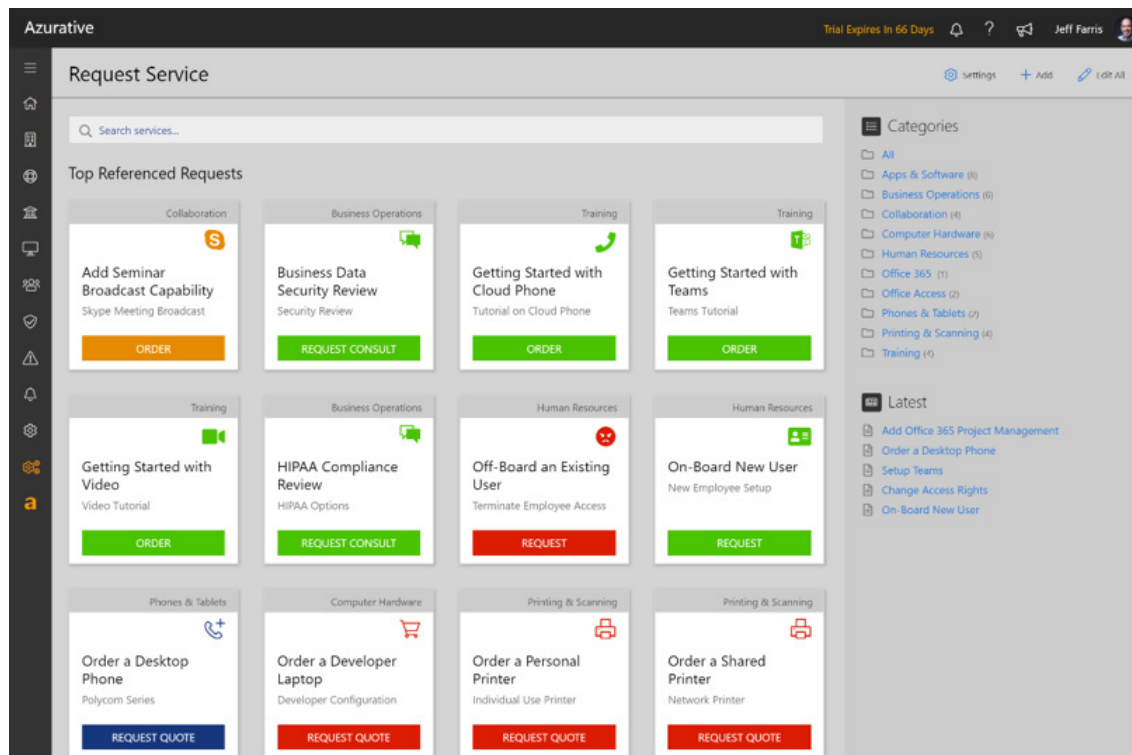 Azurative
Trial Expires In 66 Days
?
Jeff Farris
Request Service
Settings
Add
Edit All
Search services...
Top Referenced Requests
Collaboration
S
Add Seminar
Broadcast Capability
Skype Meeting Broadcast
ORDER
Business Operations
Business Data
Security Review
Security Review
REQUEST CONSULT
Training
Getting Started with
Cloud Phone
Tutorial on Cloud Phone
ORDER
Training
T
Getting Started with
Teams
Teams Tutorial
ORDER
Training
Getting Started with
Video
Video Tutorial
ORDER
Business Operations
HIPAA Compliance
Review
HIPAA Options
REQUEST CONSULT
Human Resources
Off-Board an Existing
User
Terminate Employee Access
REQUEST
Human Resources
On-Board New User
New Employee Setup
REQUEST
Phones & Tablets
Order a Desktop
Phone
Polycom Series
REQUEST QUOTE
Computer Hardware
Order a Developer
Laptop
Developer Configuration
REQUEST QUOTE
Printing & Scanning
Order a Personal
Printer
Individual Use Printer
REQUEST QUOTE
Printing & Scanning
Order a Shared
Printer
Network Printer
REQUEST QUOTE
Categories
All
Apps & Software (8)
Business Operations (6)
Collaboration (4)
Computer Hardware
Human Resources (5)
Office 365 (1)
Office Access (2)
Phones & Tablets
Printing & Scanning (4)
Training (4)
Latest
Add Office 365 Project Management
Order a Desktop Phone
Setup Teams
Change Access Rights
On-Board New User
a